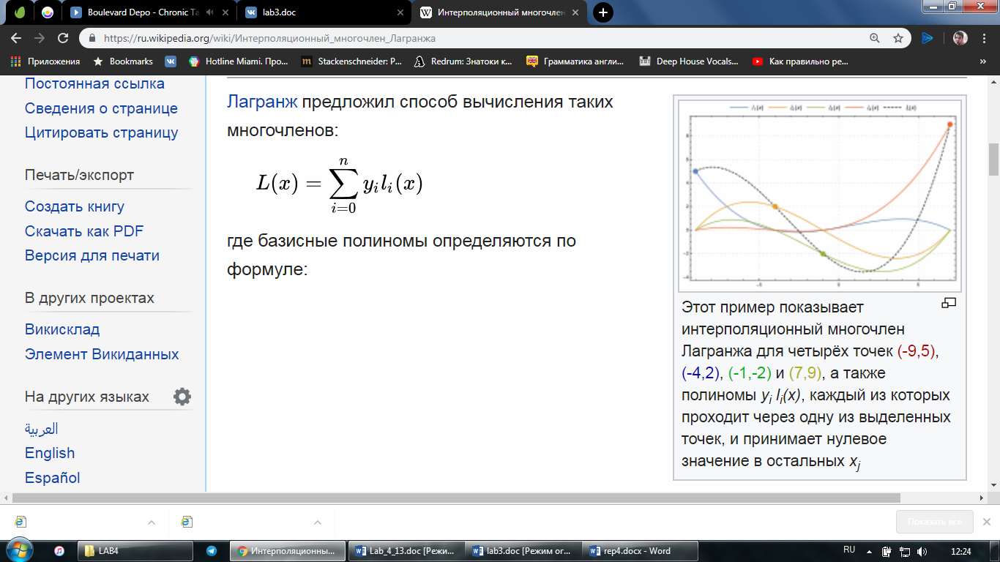 Boulevard Depo - Chronic Ta
lab3.doc
Интерполяционный многочлен
https://ru.wikipedia.org/wiki/Интерполяционный_многочлен_Лагранжа
Приложения
Bookmarks
Hotline Miami. Про...
Stackenschneider: P...
Redrum: Знатоки к...
Грамматика англи...
Deep House Vocals...
Как правильно ре...
»
Постоянная ссылка
Сведения о странице
Цитировать страницу
Печать/экспорт
Создать книгу
Скачать как PDF
Версия для печати
В других проектах
Викисклад
Элемент Викиданных
На других языках
العربية
English
Español
Лагранж предложил способ вычисления таких
многочленов:
L(x) = ∑_{i=0}^{n} y_i l_i(x)
где базисные полиномы определяются по
формуле:
Этот пример показывает
интерполяционный многочлен
Лагранжа для четырёх точек (-9,5),
(-4,2), (-1,-2) и (7,9), а также
полиномы y_i l_i(x), каждый из которых
проходит через одну из выделенных
точек, и принимает нулевое
значение в остальных x_j
Показать все
LAB4
Интерполяционны...
Lab_4_13.doc [Режи...
lab3.doc [Режим ог...
rep4.docx - Word
RU
12:24